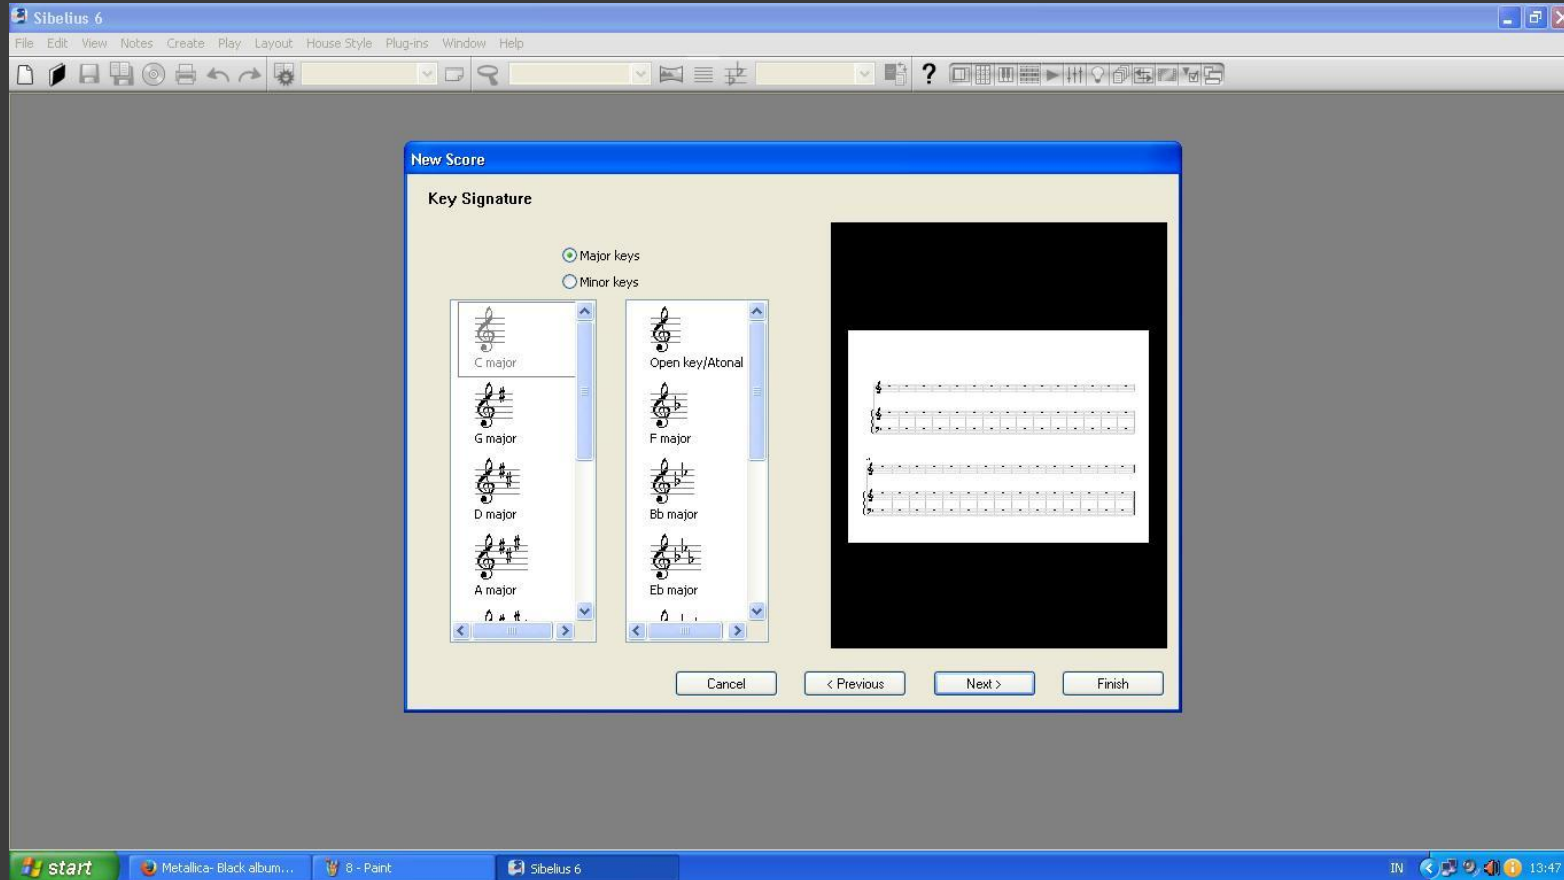 Sibelius 6
File Edit View Notes Create Play Layout House Style Plug-ins Window Help
?
New Score
Key Signature
Major keys
Minor keys
C major
G major
D major
A major
Open key/Atonal
F major
Bb major
Eb major
Cancel
< Previous
Next >
Finish
start
Metallica- Black album...
8 - Paint
Sibelius 6
IN
13:47